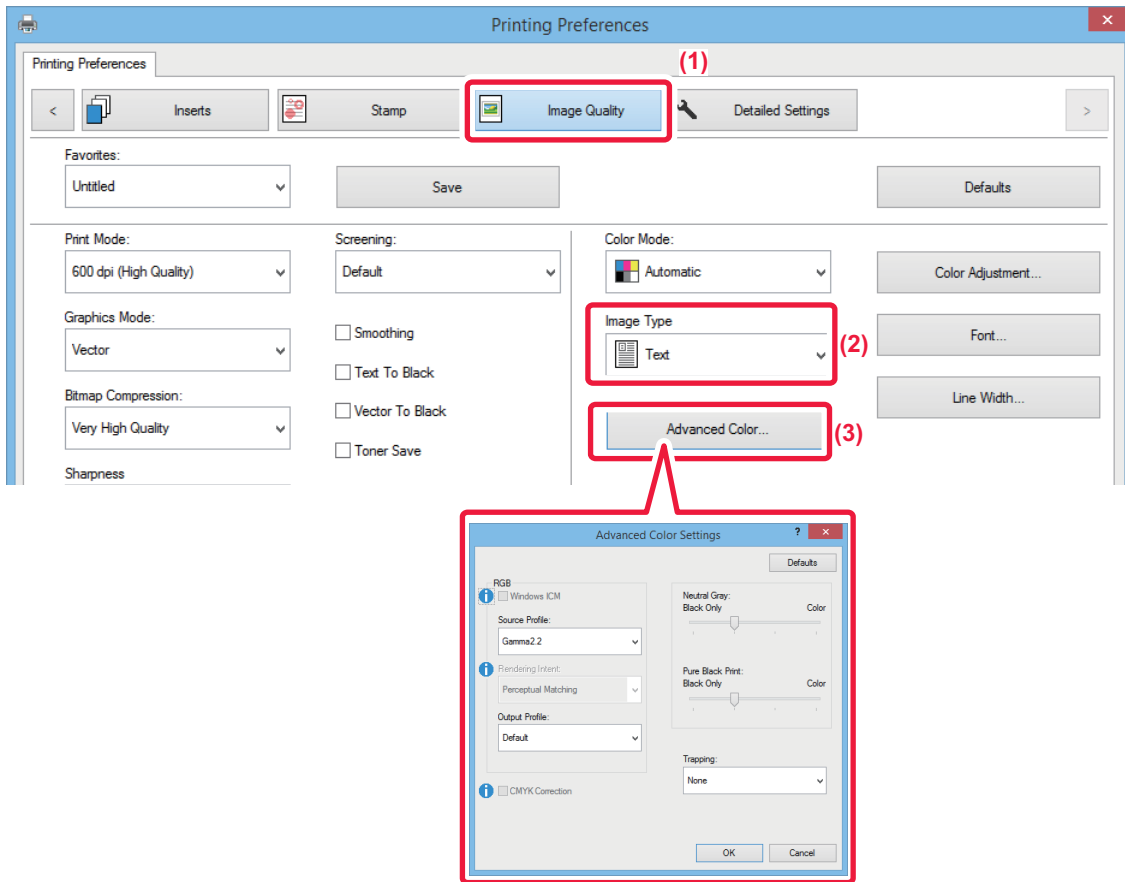 Printing Preferences
Printing Preferences
(1)
< Inserts Stamp Image Quality Detailed Settings >
Favorites:
Untitled Save Defaults
Print Mode: Screening: Color Mode:
600 dpi (High Quality) Default Automatic Color Adjustment...
Graphics Mode: Image Type
Vector Smoothing Text (2) Font...
Text To Black
Bitmap Compression: Line Width...
Very High Quality Vector To Black Advanced Color... (3)
Toner Save
Sharpness
Advanced Color Settings ?
Defaults
RGB
Windows ICM Neutral Gray:
Black Only Color
Source Profile:
Gamma2.2
Rendering Intent: Pure Black Print:
Perceptual Matching Black Only Color
Output Profile:
Default
Trapping:
None
CMYK Correction
OK Cancel